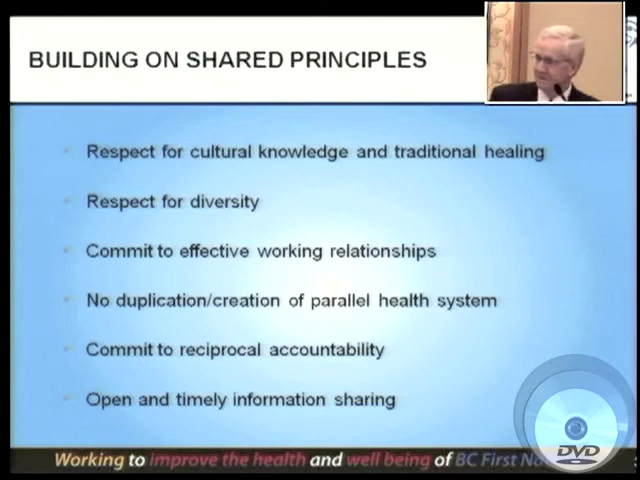 BUILDING ON SHARED PRINCIPLES
Respect for cultural knowledge and traditional healing
Respect for diversity
Commit to effective working relationships
No duplication/creation of parallel health system
Commit to reciprocal accountability
Open and timely information sharing
Working to improve the health and well being of BC First
DVD